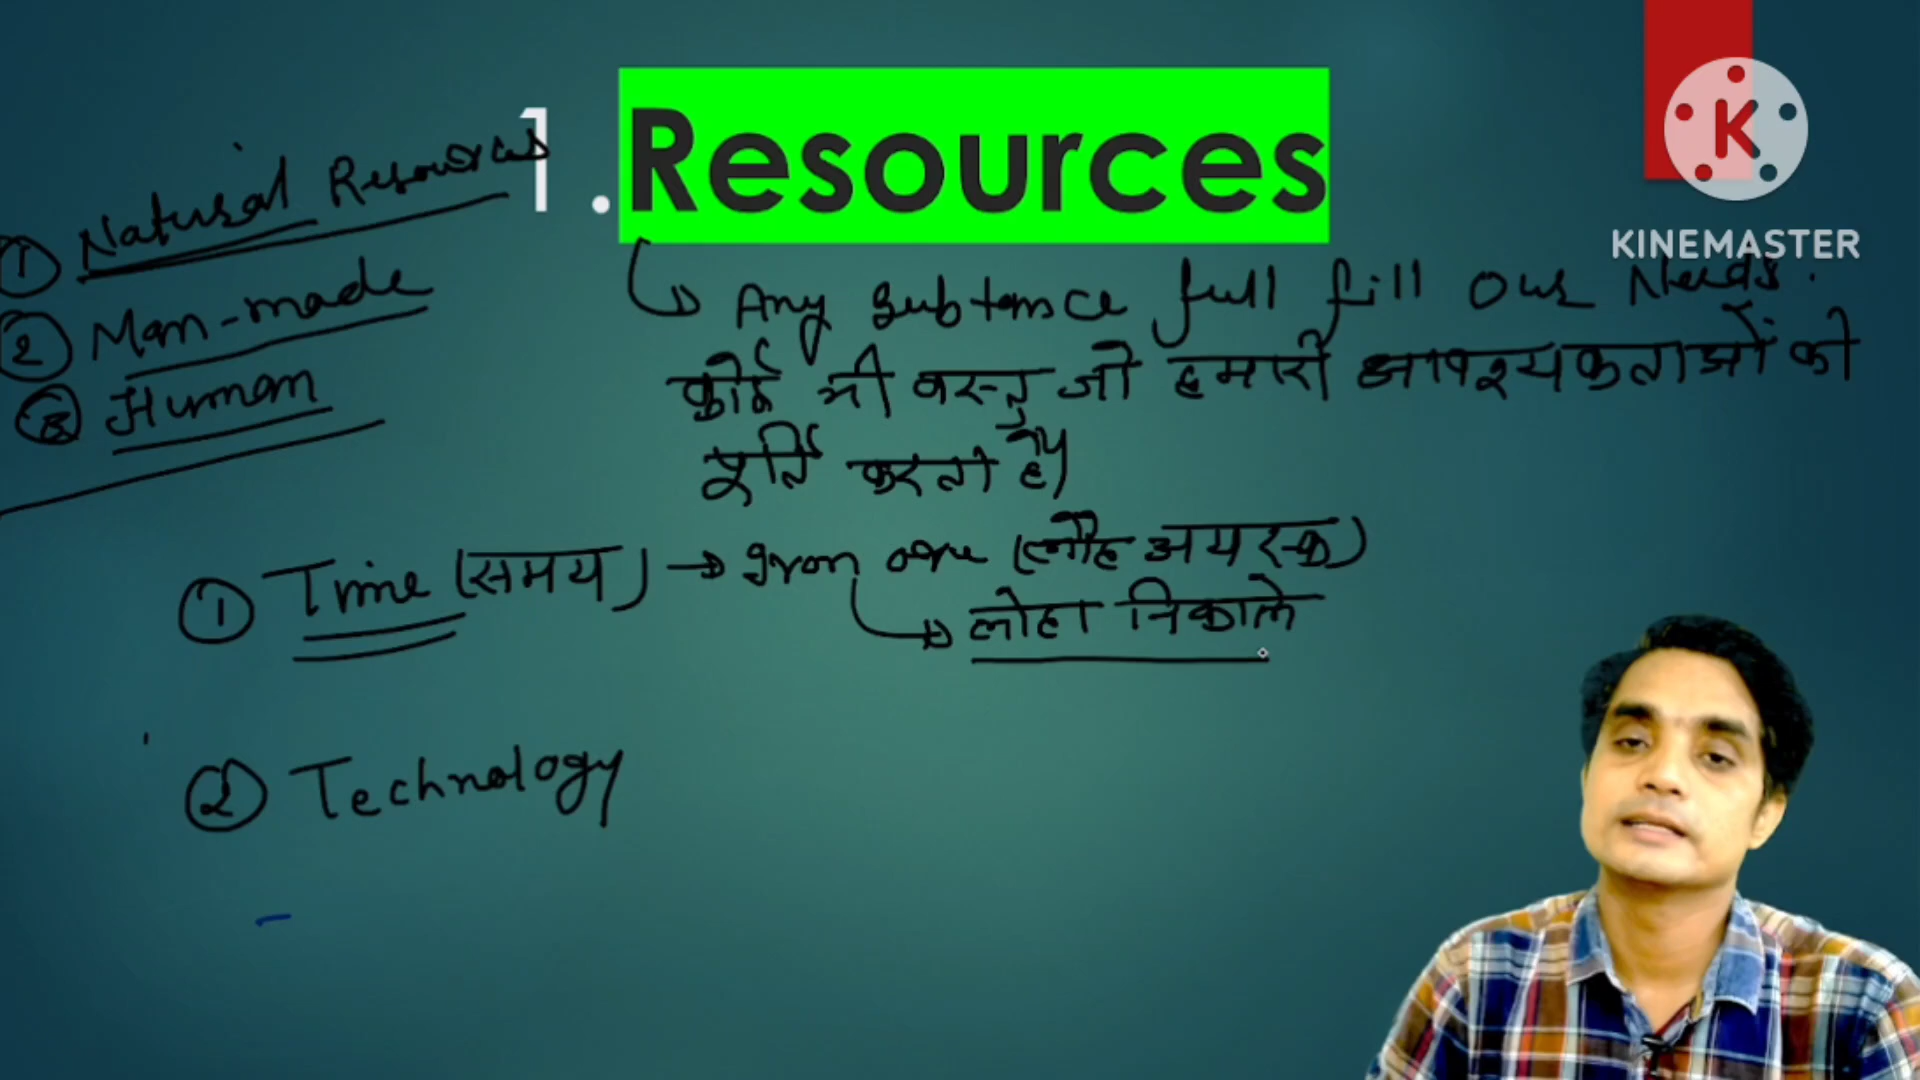 1. Resources
KINEMASTER
① Natural Resources
② Man-made
③ Human
Any Subtance full fill our Needs.
कोई भी वस्तु जो हमारी आवश्यकताओं की
पूर्ति करता है।
① Time (समय) → Iron ore (लौह अयस्क)
लोहा निकाले
② Technology